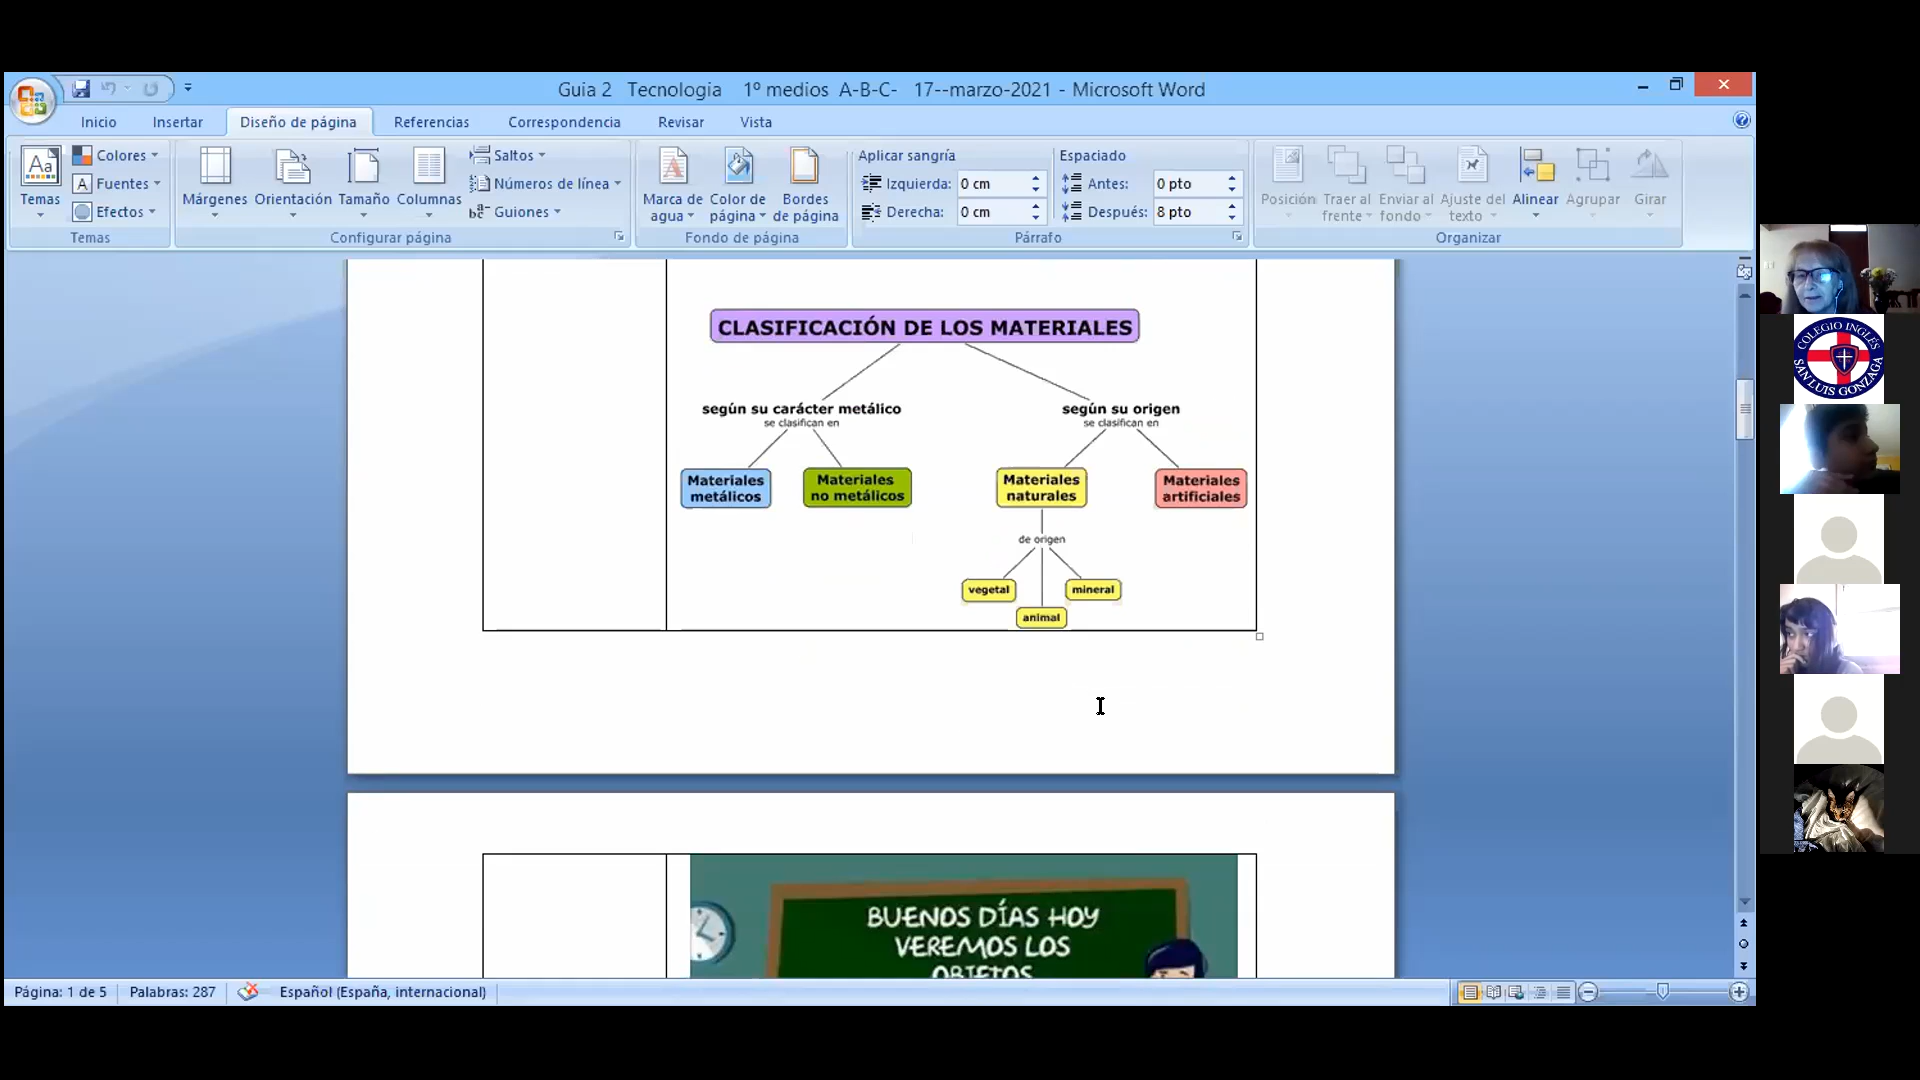 Guia 2 Tecnologia 1º medios A-B-C- 17--marzo-2021 - Microsoft Word
Inicio Insertar Diseño de página Referencias Correspondencia Revisar Vista
Temas
Colores
Fuentes
Efectos
Temas
Márgenes Orientación Tamaño Columnas
Saltos
Números de línea
Guiones
Configurar página
Marca de agua
Color de página
Bordes de página
Fondo de página
Aplicar sangría
Izquierda: 0 cm
Derecha: 0 cm
Espaciado
Antes: 0 pto
Después: 8 pto
Párrafo
Posición
Traer al frente
Enviar al fondo
Ajuste del texto
Alinear
Agrupar
Girar
Organizar
CLASIFICACIÓN DE LOS MATERIALES
según su carácter metálico
se clasifican en
según su origen
se clasifican en
Materiales
metálicos
Materiales
no metálicos
Materiales
naturales
Materiales
artificiales
de origen
vegetal
mineral
animal
BUENOS DÍAS HOY
VEREMOS LOS
OBJETOS
COLEGIO INGLÉS
SAN LUIS GONZAGA
Página: 1 de 5 Palabras: 287 Español (España, internacional)